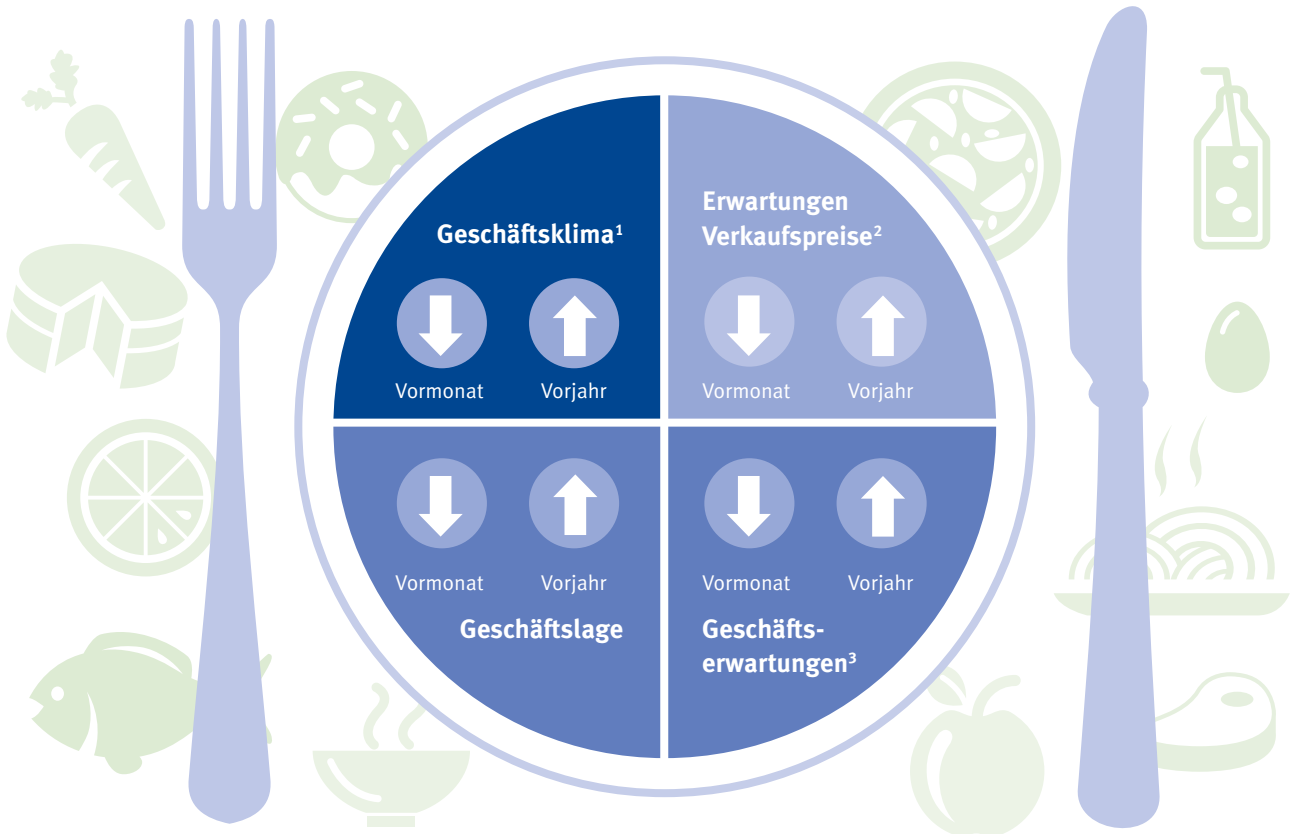 Geschäftsklima¹
Vormonat Vorjahr
Erwartungen
Verkaufspreise²
Vormonat Vorjahr
Vormonat Vorjahr
Geschäftslage
Vormonat Vorjahr
Geschäfts-
erwartungen³